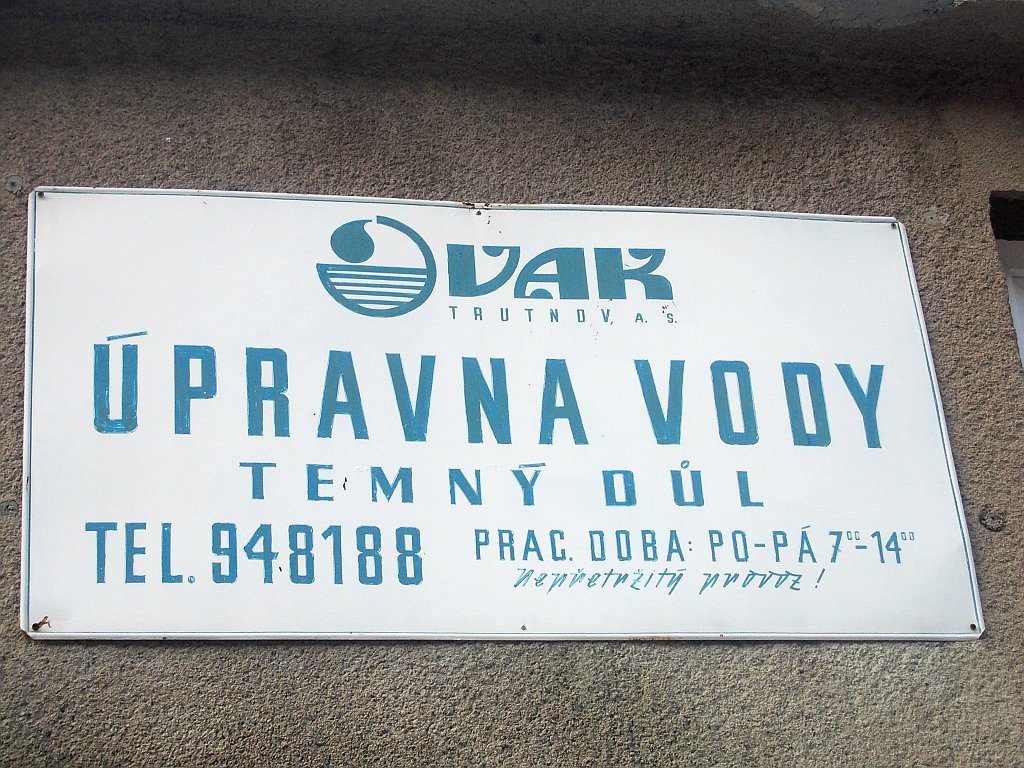 VAK
TRUTNOV, A. S.
ÚPRAVNA VODY
TEMNÝ DŮL
TEL. 948188
PRAC. DOBA: PO-PÁ 7⁰⁰-14⁰⁰
Nepřetržitý provoz!